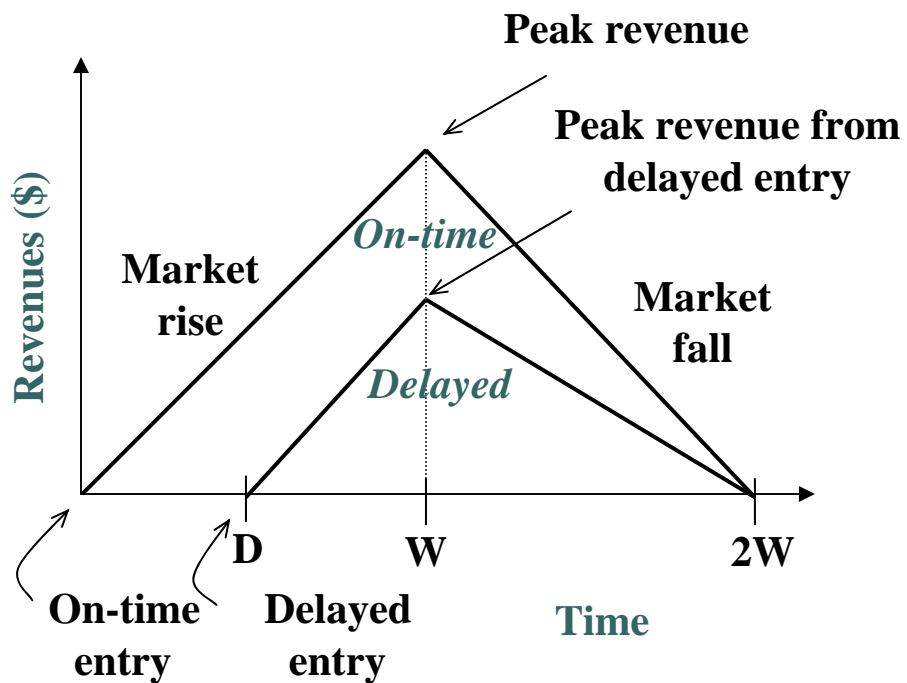 Peak revenue
Peak revenue from
delayed entry
Revenues ($)
On-time
Market
rise
Market
fall
Delayed
D
W
2W
On-time
entry
Delayed
entry
Time